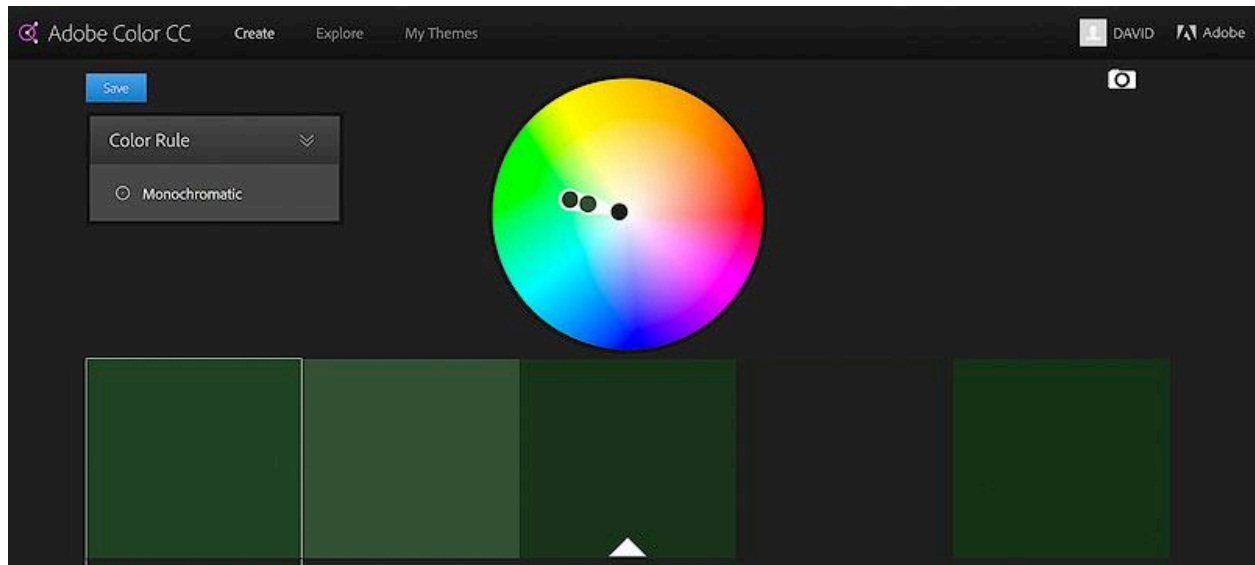 Adobe Color CC Create Explore My Themes DAVID Adobe
Save
Color Rule
Monochromatic